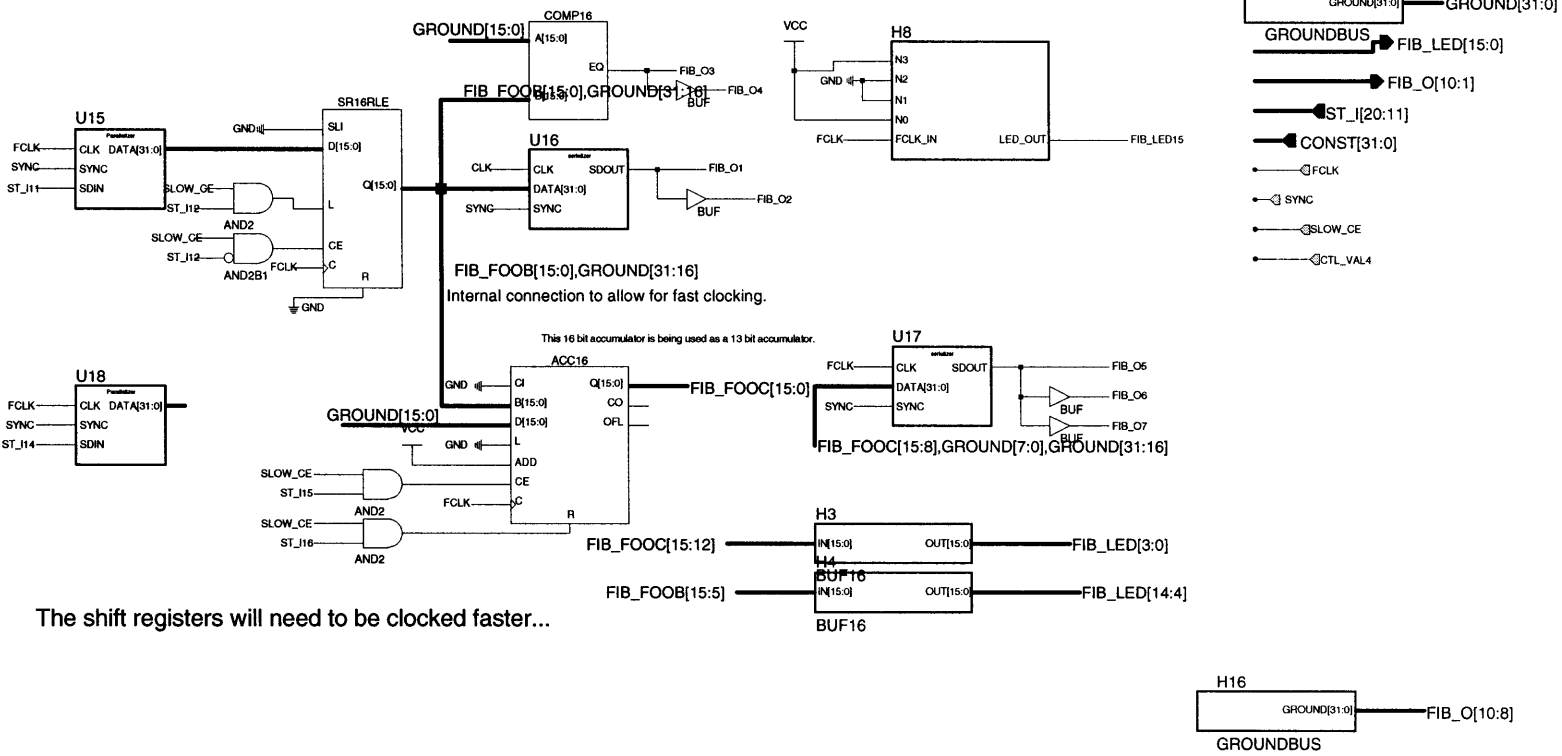 COMP16
GROUND[15:0]
A[15:0]
EQ
FIB_O3
FIB_O4
BUF
FIB_FOOB[15:0],GROUND[31:16]
B[15:0]
VCC
H8
N3
GND
N2
N1
N0
FCLK
FCLK_IN
LED_OUT
FIB_LED15
GROUND[31:0]
GROUND[31:0]
GROUNDBUS
FIB_LED[15:0]
FIB_O[10:1]
ST_I[20:11]
CONST[31:0]
FCLK
SYNC
SLOW_CE
CTL_VAL4
U15
Parallelizer
FCLK
CLK
DATA[31:0]
SYNC
SYNC
ST_I11
SDIN
SR16RLE
GND
SLI
D[15:0]
Q[15:0]
SLOW_CE
ST_I12
AND2
L
SLOW_CE
ST_I12
AND2B1
CE
FCLK
C
R
GND
U16
serializer
CLK
CLK
SDOUT
FIB_O1
DATA[31:0]
SYNC
SYNC
BUF
FIB_O2
FIB_FOOB[15:0],GROUND[31:16]
Internal connection to allow for fast clocking.
This 16 bit accumulator is being used as a 13 bit accumulator.
U18
Parallelizer
FCLK
CLK
DATA[31:0]
SYNC
SYNC
ST_I14
SDIN
ACC16
GND
CI
Q[15:0]
FIB_FOOC[15:0]
B[15:0]
CO
GROUND[15:0]
D[15:0]
OFL
VCC
GND
L
ADD
SLOW_CE
ST_I15
AND2
CE
FCLK
C
R
SLOW_CE
ST_I16
AND2
U17
serializer
FCLK
CLK
SDOUT
FIB_O5
DATA[31:0]
SYNC
SYNC
BUF
FIB_O6
BUF
FIB_O7
FIB_FOOC[15:8],GROUND[7:0],GROUND[31:16]
H3
FIB_FOOC[15:12]
IN[15:0]
OUT[15:0]
FIB_LED[3:0]
H4
BUF16
FIB_FOOB[15:5]
IN[15:0]
OUT[15:0]
FIB_LED[14:4]
BUF16
The shift registers will need to be clocked faster...
H16
GROUND[31:0]
FIB_O[10:8]
GROUNDBUS